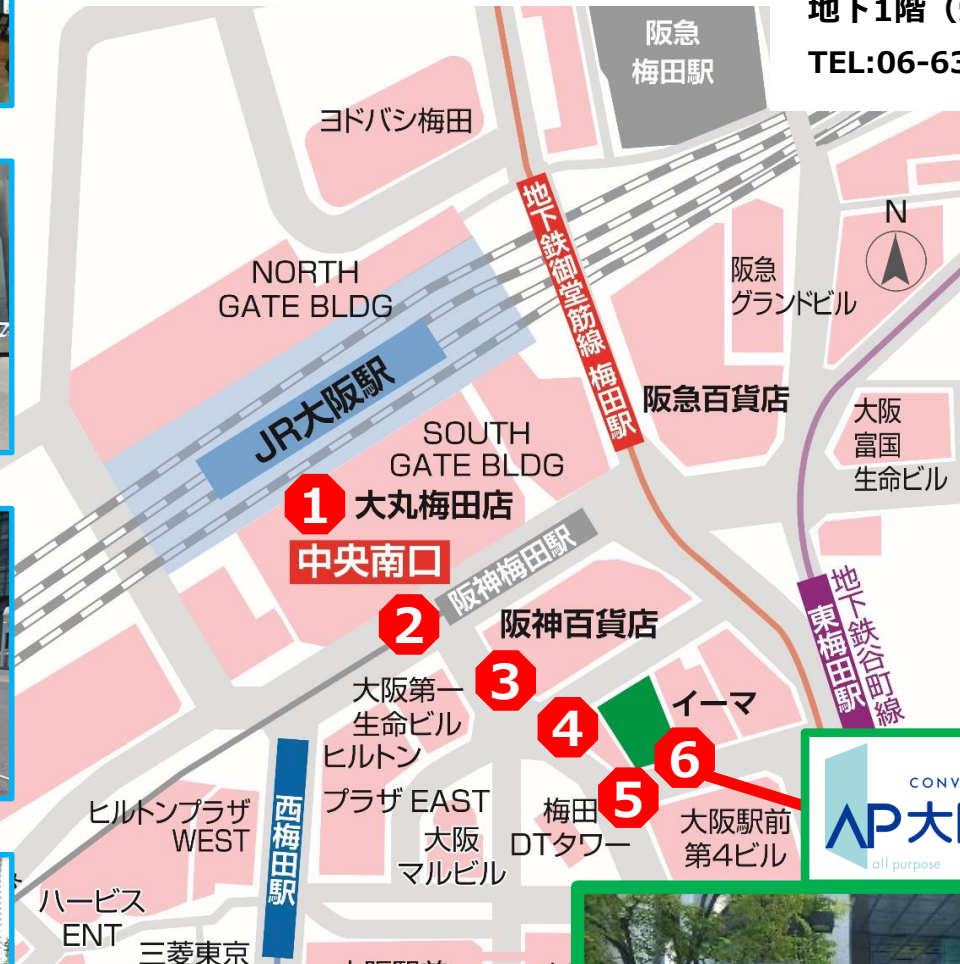 地下1階（
TEL:06-63
阪急
梅田駅
ヨドバシ梅田
地下鉄御堂筋線 梅田駅
N
阪急
グランドビル
NORTH
GATE BLDG
JR大阪駅
阪急百貨店
大阪
富国
生命ビル
SOUTH
GATE BLDG
1
大丸梅田店
中央南口
阪神梅田駅
2
阪神百貨店
地下鉄谷町線
東梅田駅
3
大阪第一
生命ビル
4
イーマ
ヒルトン
プラザ EAST
6
5
ヒルトンプラザ
WEST
西梅田駅
大阪
マルビル
梅田
DTタワー
大阪駅前
第4ビル
CONV
AP大
all purpose
ハービス
ENT
三菱東京